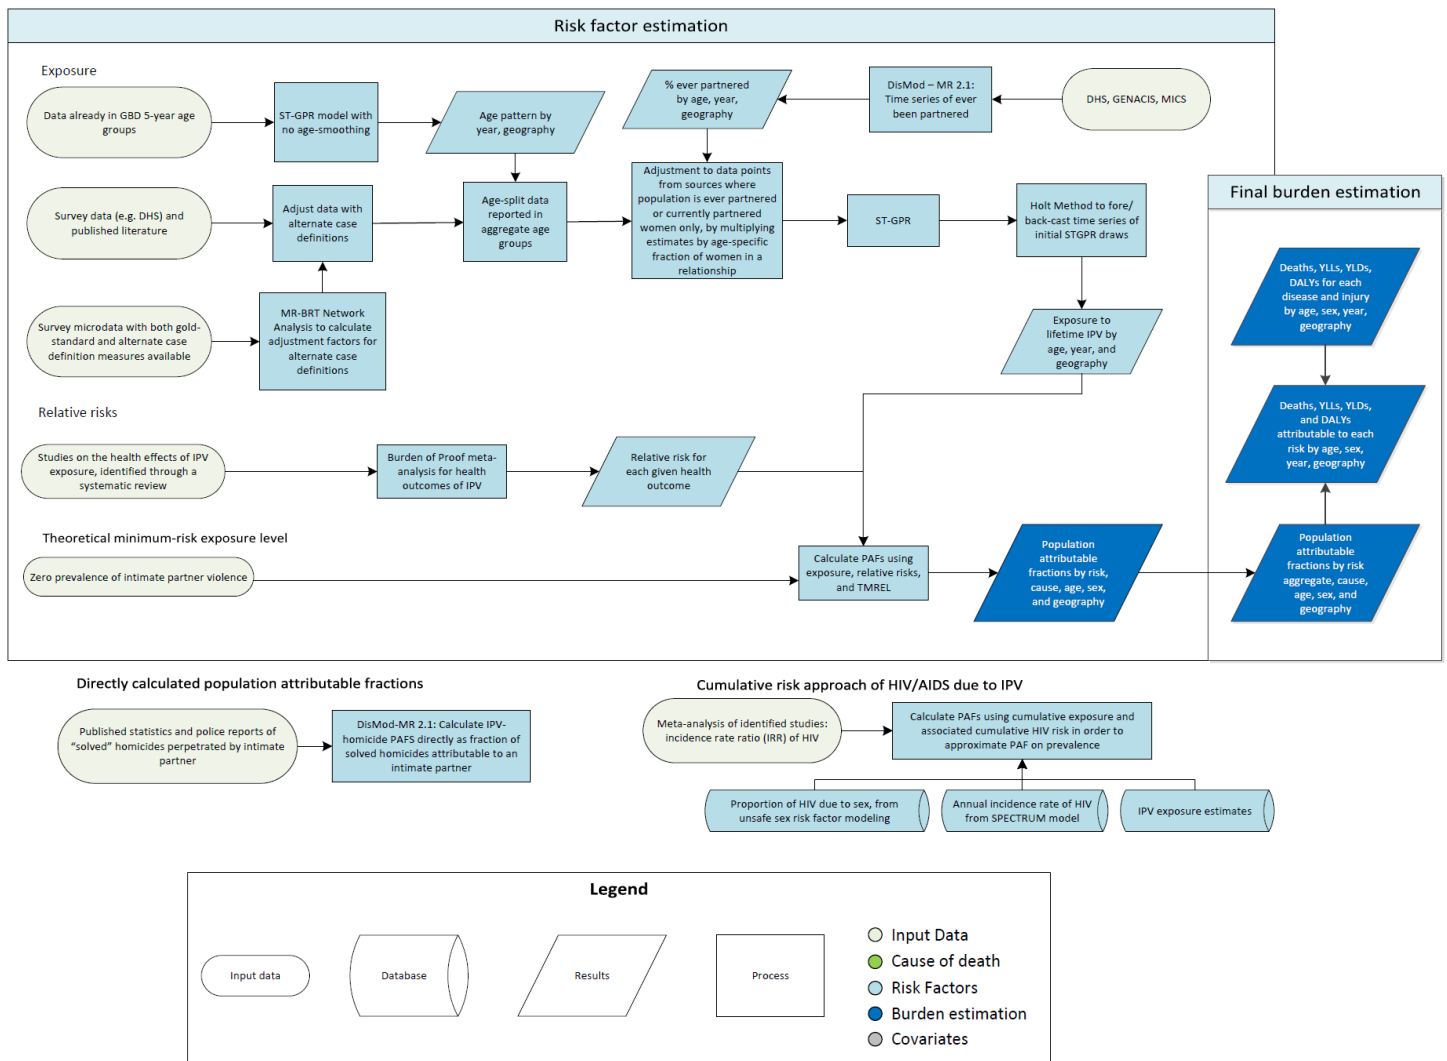 Risk factor estimation
Exposure
Data already in GBD 5-year age
groups
ST-GPR model with
no age-smoothing
Age pattern by
year, geography
% ever partnered
by age, year,
geography
DisMod – MR 2.1:
Time series of ever
been partnered
DHS, GENACIS, MICS
Survey data (e.g. DHS) and
published literature
Adjust data with
alternate case
definitions
Age-split data
reported in
aggregate age
groups
Adjustment to data points
from sources where
population is ever partnered
or currently partnered
women only, by multiplying
estimates by age-specific
fraction of women in a
relationship
ST-GPR
Holt Method to fore/
back-cast time series of
initial STGPR draws
Survey microdata with both gold-
standard and alternate case
definition measures available
MR-BRT Network
Analysis to calculate
adjustment factors for
alternate case
definitions
Exposure to
lifetime IPV by
age, year, and
geography
Relative risks
Studies on the health effects of IPV
exposure, identified through a
systematic review
Burden of Proof meta-
analysis for health
outcomes of IPV
Relative risk for
each given health
outcome
Theoretical minimum-risk exposure level
Zero prevalence of intimate partner violence
Calculate PAFs using
exposure, relative risks,
and TMREL
Population
attributable
fractions by risk,
cause, age, sex,
and geography
Final burden estimation
Deaths, YLLs, YLDs,
DALYs for each
disease and injury
by age, sex, year,
geography
Deaths, YLLs, YLDs,
and DALYs
attributable to each
risk by age, sex,
year, geography
Population
attributable
fractions by risk
aggregate, cause,
age, sex, and
geography
Directly calculated population attributable fractions
Published statistics and police reports of
“solved” homicides perpetrated by intimate
partner
DisMod-MR 2.1: Calculate IPV-
homicide PAFS directly as fraction of
solved homicides attributable to an
intimate partner
Cumulative risk approach of HIV/AIDS due to IPV
Meta-analysis of identified studies:
incidence rate ratio (IRR) of HIV
Calculate PAFs using cumulative exposure and
associated cumulative HIV risk in order to
approximate PAF on prevalence
Proportion of HIV due to sex, from
unsafe sex risk factor modeling
Annual incidence rate of HIV
from SPECTRUM model
IPV exposure estimates
Legend
Input data
Database
Results
Process
Input Data
Cause of death
Risk Factors
Burden estimation
Covariates